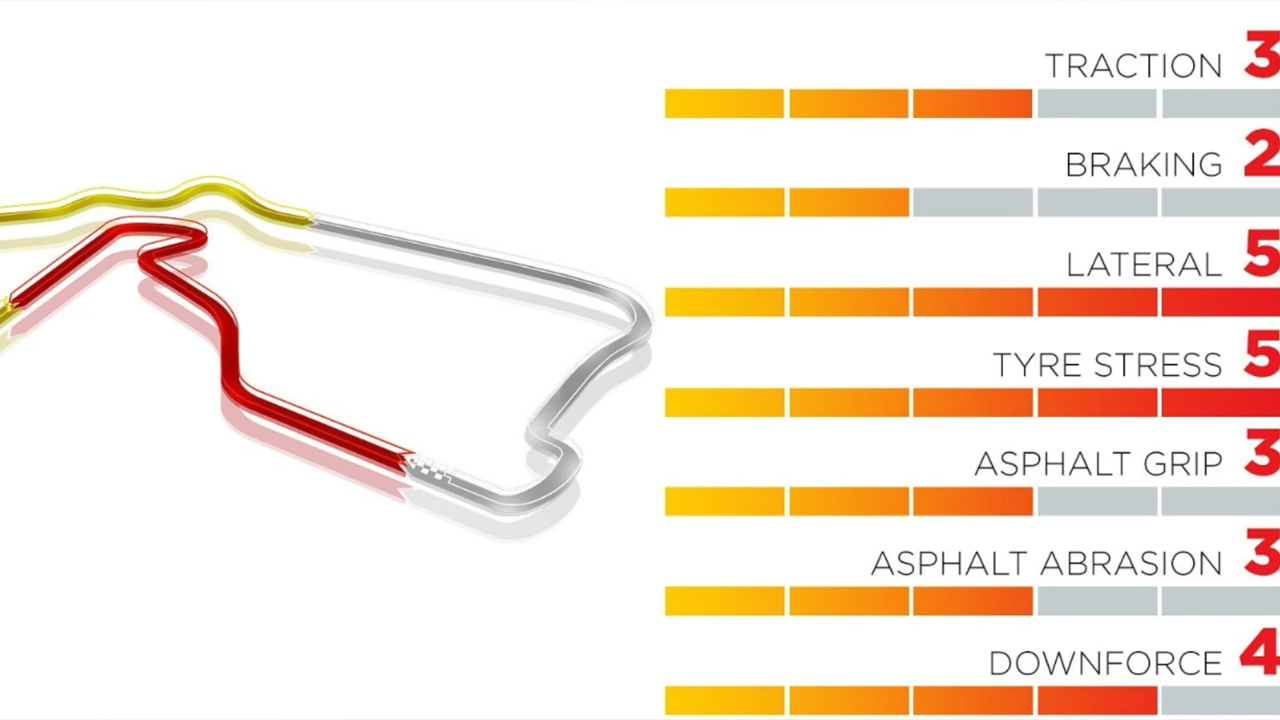 TRACTION 3
BRAKING 2
LATERAL 5
TYRE STRESS 5
ASPHALT GRIP 3
ASPHALT ABRASION 3
DOWNFORCE 4